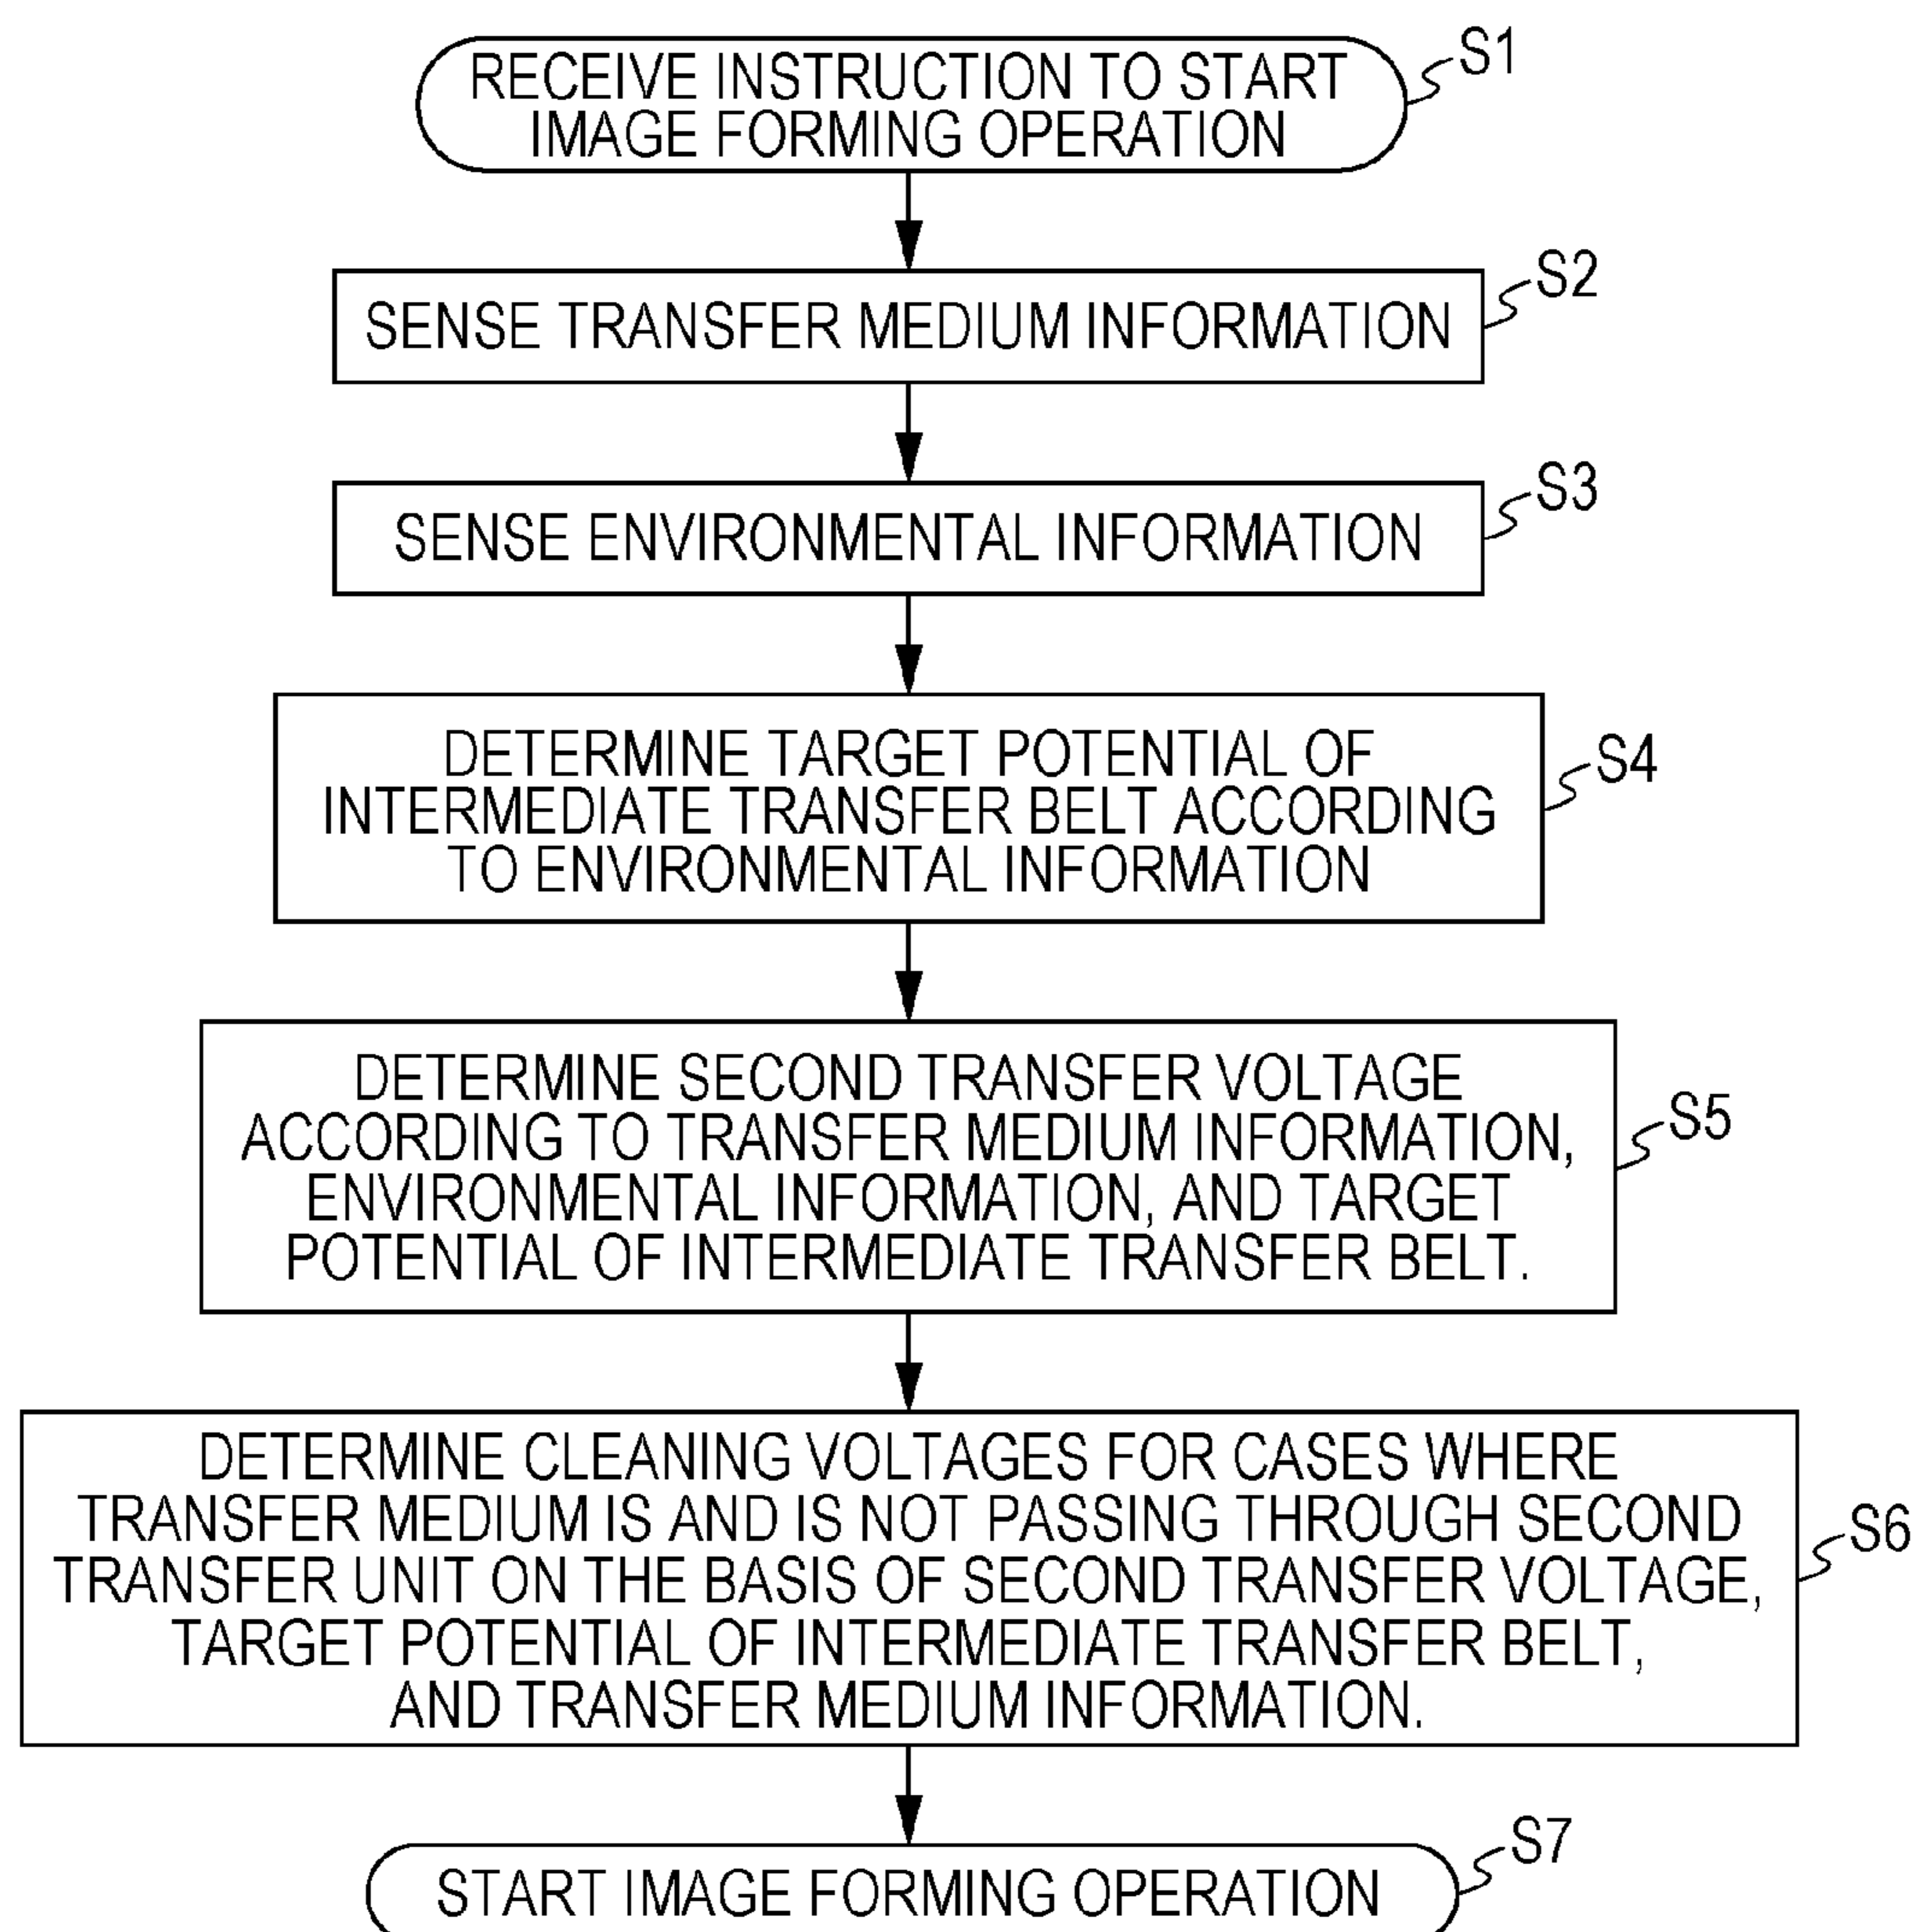 S1
RECEIVE INSTRUCTION TO START
IMAGE FORMING OPERATION
S2
SENSE TRANSFER MEDIUM INFORMATION
S3
SENSE ENVIRONMENTAL INFORMATION
S4
DETERMINE TARGET POTENTIAL OF
INTERMEDIATE TRANSFER BELT ACCORDING
TO ENVIRONMENTAL INFORMATION
S5
DETERMINE SECOND TRANSFER VOLTAGE
ACCORDING TO TRANSFER MEDIUM INFORMATION,
ENVIRONMENTAL INFORMATION, AND TARGET
POTENTIAL OF INTERMEDIATE TRANSFER BELT.
S6
DETERMINE CLEANING VOLTAGES FOR CASES WHERE
TRANSFER MEDIUM IS AND IS NOT PASSING THROUGH SECOND
TRANSFER UNIT ON THE BASIS OF SECOND TRANSFER VOLTAGE,
TARGET POTENTIAL OF INTERMEDIATE TRANSFER BELT,
AND TRANSFER MEDIUM INFORMATION.
S7
START IMAGE FORMING OPERATION